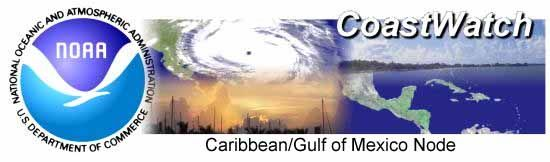 NATIONAL OCEANIC AND ATMOSPHERIC ADMINISTRATION
NOAA
U.S. DEPARTMENT OF COMMERCE
CoastWatch
Caribbean/Gulf of Mexico Node